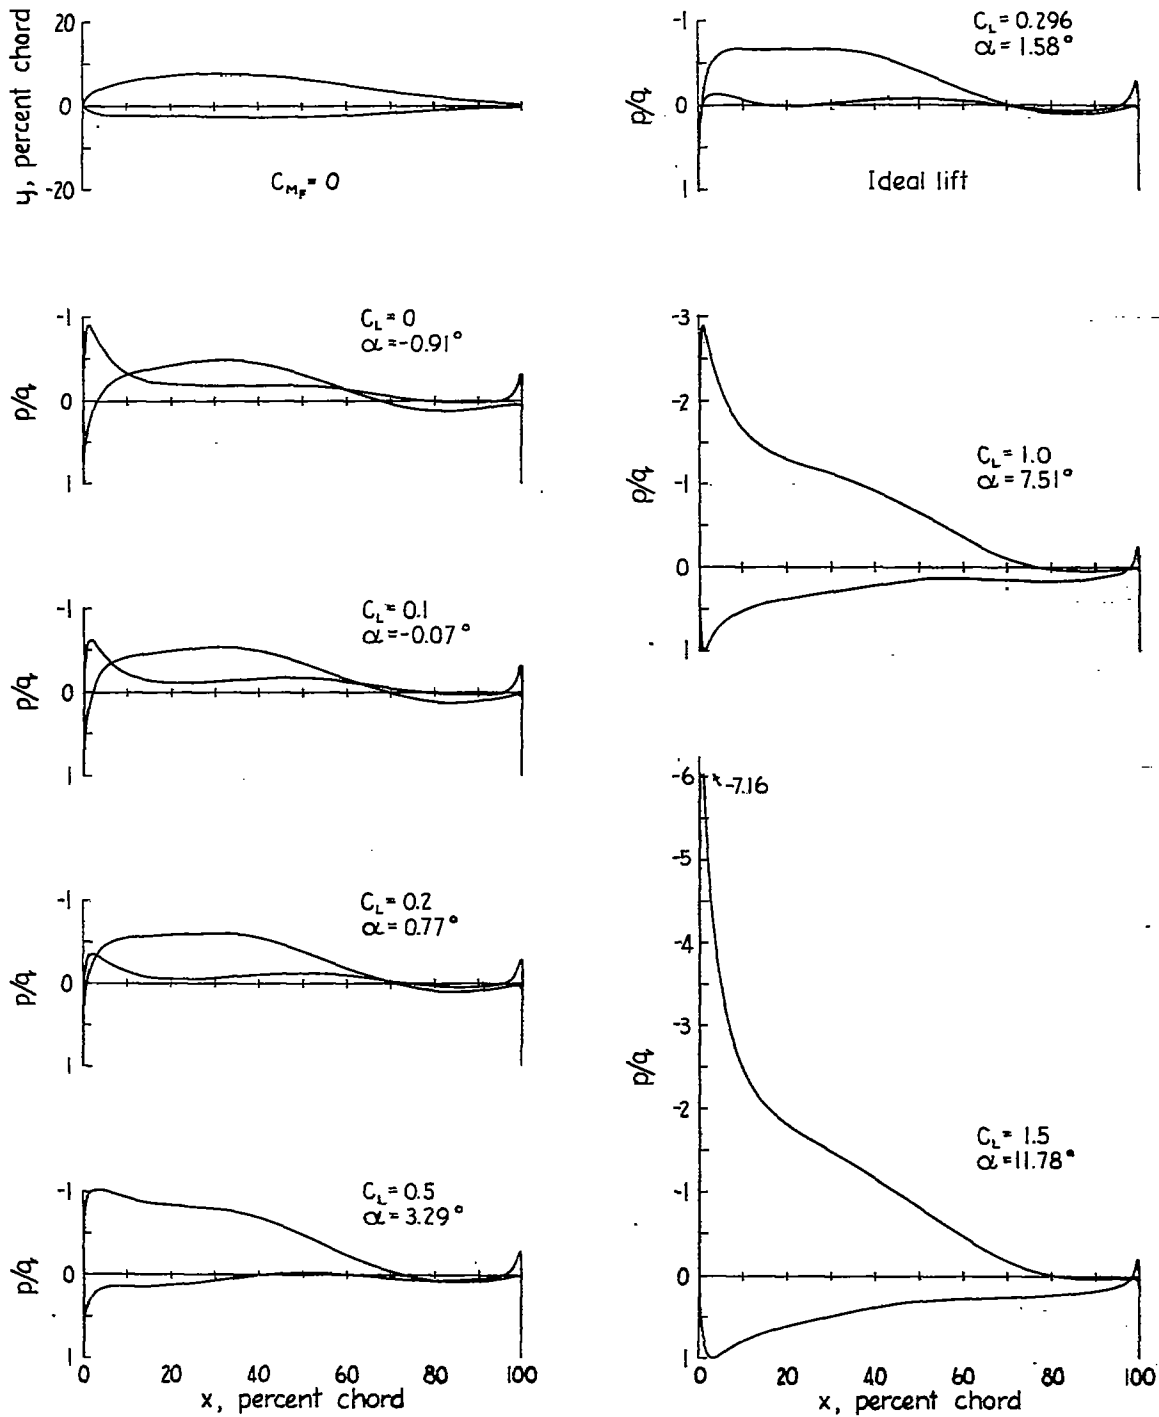 y, percent chord
20
0
-20
C_MF = 0
p/q
-1
0
1
C_L = 0
α = -0.91°
p/q
-1
0
1
C_L = 0.1
α = -0.07°
p/q
-1
0
1
C_L = 0.2
α = 0.77°
p/q
-1
0
1
C_L = 0.5
α = 3.29°
0 20 40 60 80 100
x, percent chord
p/q
-1
0
1
C_L = 0.296
α = 1.58°
Ideal lift
p/q
-3
-2
-1
0
1
C_L = 1.0
α = 7.51°
p/q
-6
-7.16
-5
-4
-3
-2
-1
0
1
C_L = 1.5
α = 11.78°
0 20 40 60 80 100
x, percent chord